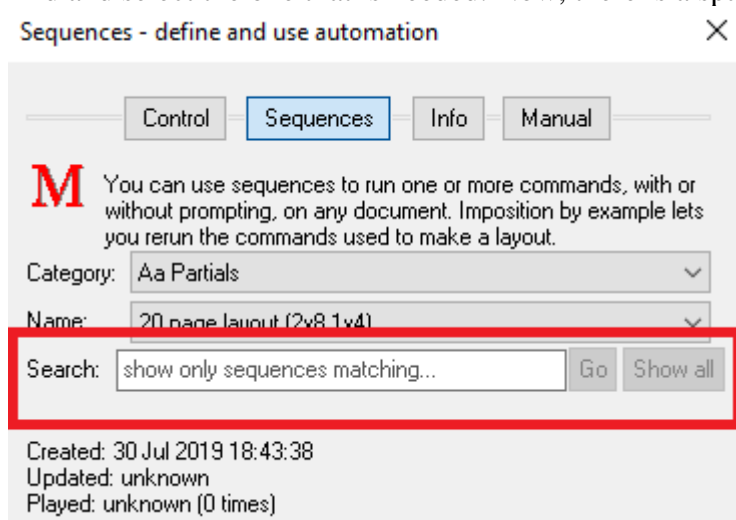 Sequences - define and use automation
Control Sequences Info Manual
M
You can use sequences to run one or more commands, with or
without prompting, on any document. Imposition by example lets
you rerun the commands used to make a layout.
Category: Aa Partials
Name: 20 page layout (2x8,1x4)
Search: show only sequences matching... Go Show all
Created: 30 Jul 2019 18:43:38
Updated: unknown
Played: unknown (0 times)